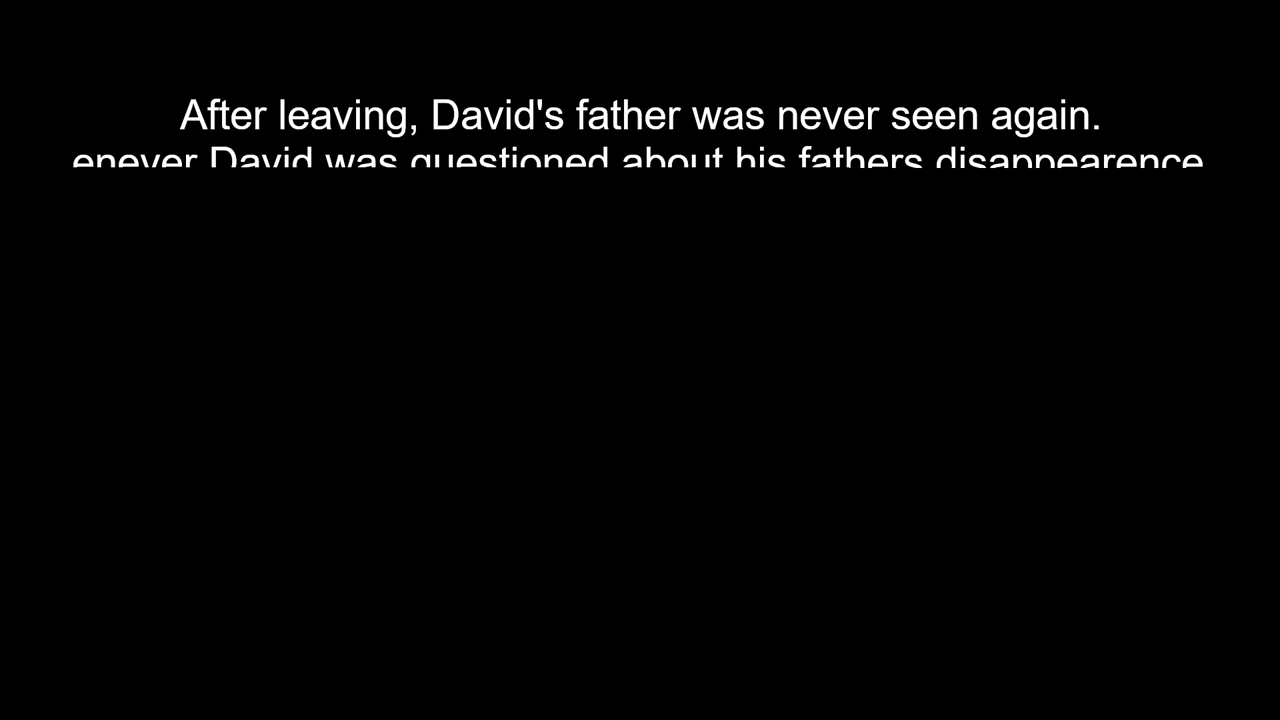 After leaving, David's father was never seen again.
enever David was questioned about his fathers disappearence